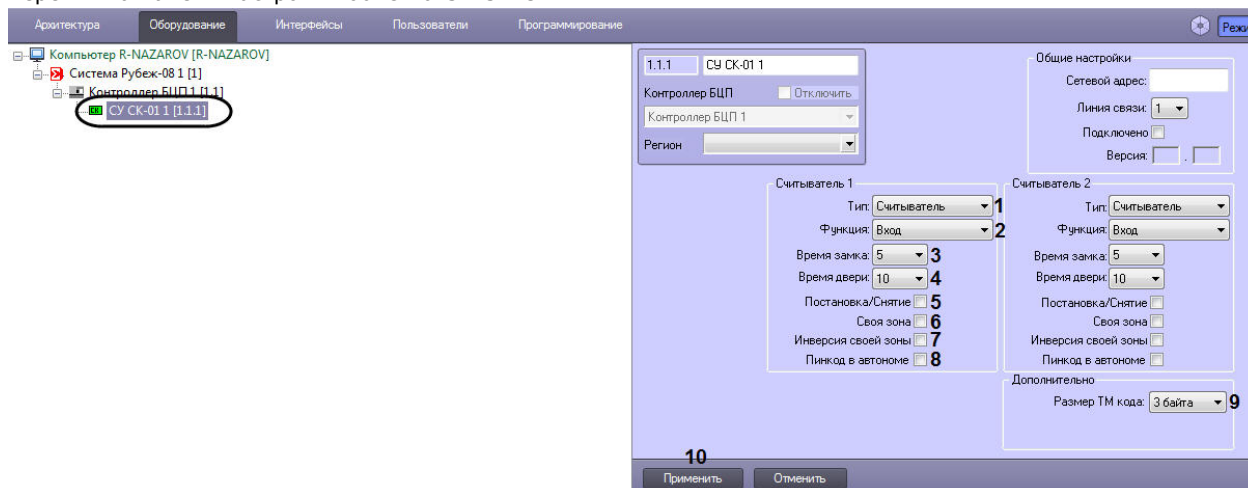 Архитектура Оборудование Интерфейсы Пользователи Программирование
Компьютер R-NAZAROV [R-NAZAROV]
Система Рубеж-08 1 [1]
Контроллер БЦП 1 [1.1]
СУ СК-01 1 [1.1.1]
1.1.1 СУ СК-01 1
Контроллер БЦП Отключить
Контроллер БЦП 1
Регион
Общие настройки
Сетевой адрес:
Линия связи: 1
Подключено
Версия: .
Считыватель 1
Тип: Считыватель 1
Функция: Вход 2
Время замка: 5 3
Время двери: 10 4
Постановка/Снятие 5
Своя зона 6
Инверсия своей зоны 7
Пинкод в автономе 8
Считыватель 2
Тип: Считыватель
Функция: Вход
Время замка: 5
Время двери: 10
Постановка/Снятие
Своя зона
Инверсия своей зоны
Пинкод в автономе
Дополнительно
Размер ТМ кода: 3 байта 9
10
Применить Отменить